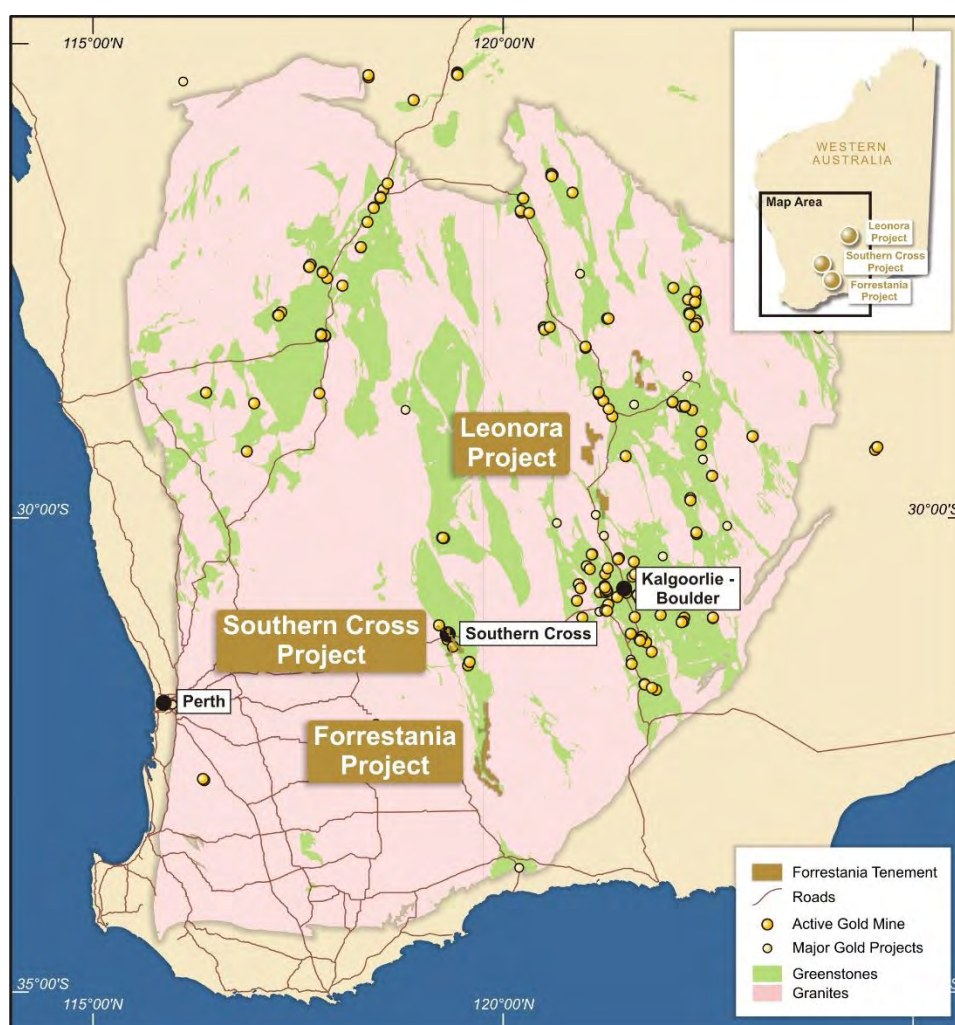 115°00'N
120°00'N
WESTERN
AUSTRALIA
Map Area
Leonora
Project
Southern Cross
Project
Forrestania
Project
Leonora
Project
30°00'S
30°00'S
Kalgoorlie -
Boulder
Southern Cross
Project
Southern Cross
Perth
Forrestania
Project
Forrestania Tenement
Roads
Active Gold Mine
Major Gold Projects
Greenstones
Granites
35°00'S
35°00'S
115°00'N
120°00'N